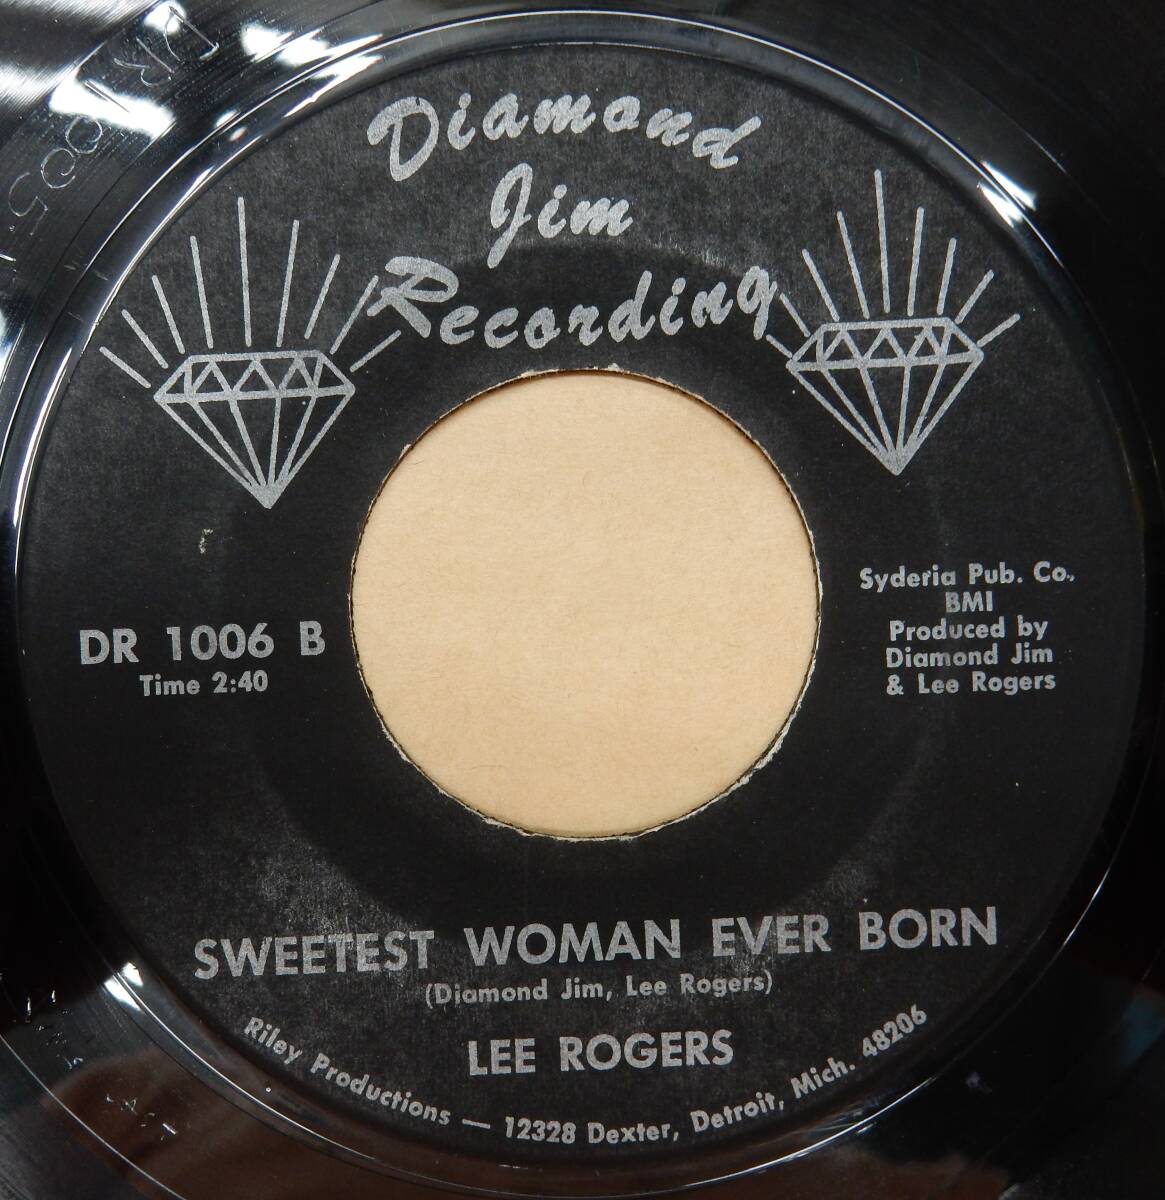 Diamond
Jim
Recording
DR 1006 B
Time 2:40
Syderia Pub. Co.,
BMI
Produced by
Diamond Jim
& Lee Rogers
SWEETEST WOMAN EVER BORN
(Diamond Jim, Lee Rogers)
LEE ROGERS
Riley Productions — 12328 Dexter, Detroit, Mich. 48206